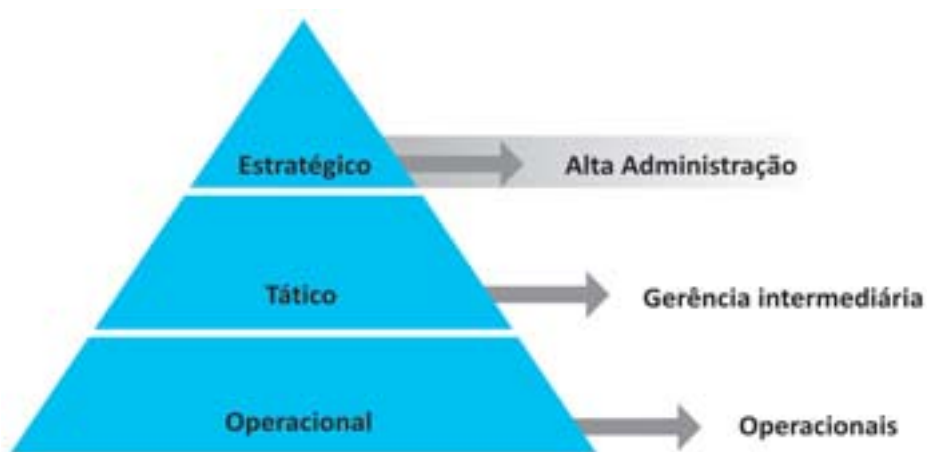 Estratégico
Alta Administração
Tático
Gerência intermediária
Operacional
Operacionais